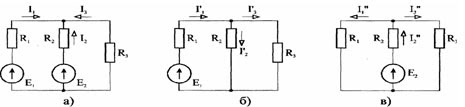 I₁ I₃ I'₁ I'₃ I₁'' I₃''
R₁ R₂ I₂ R₃ R₁ R₂ I'₂ R₃ R₁ R₂ I₂'' R₃
E₁ E₂ E₁ E₂
а) б) в)